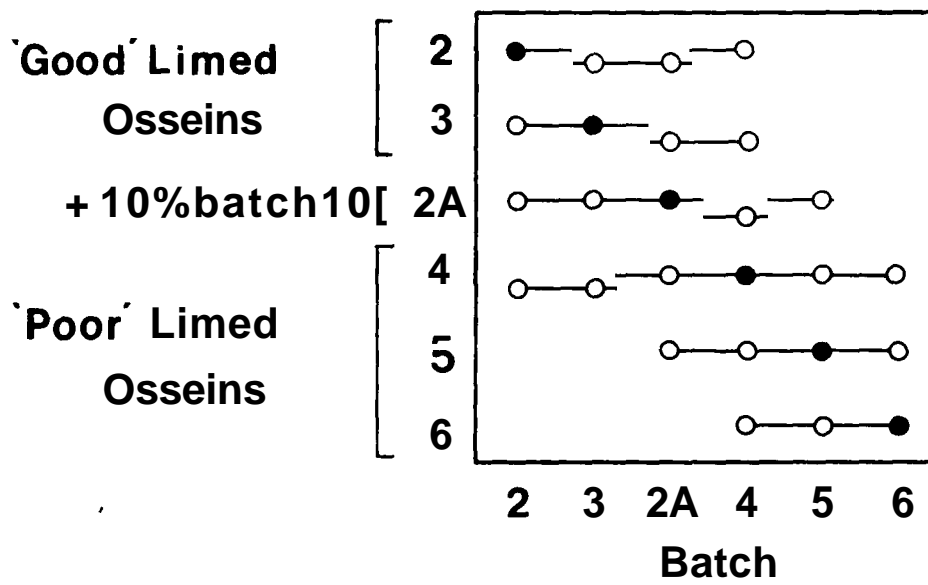 `Good´ Limed
Osseins
2
3
+ 10%batch10[ 2A
`Poor´ Limed
Osseins
4
5
6
2 3 2A 4 5 6
Batch